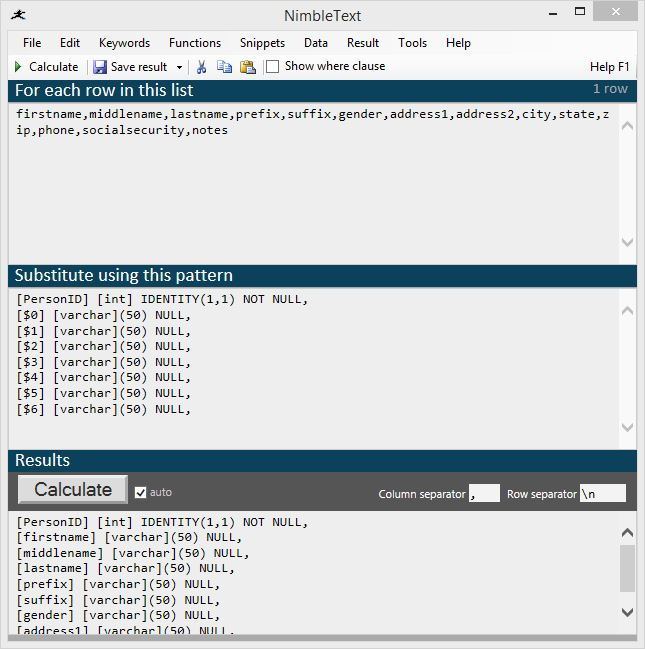 NimbleText
File Edit Keywords Functions Snippets Data Result Tools Help
Calculate Save result Show where clause Help F1
For each row in this list 1 row
firstname,middlename,lastname,prefix,suffix,gender,address1,address2,city,state,z
ip,phone,socialsecurity,notes
Substitute using this pattern
[PersonID] [int] IDENTITY(1,1) NOT NULL,
[$0] [varchar](50) NULL,
[$1] [varchar](50) NULL,
[$2] [varchar](50) NULL,
[$3] [varchar](50) NULL,
[$4] [varchar](50) NULL,
[$5] [varchar](50) NULL,
[$6] [varchar](50) NULL,
Results
Calculate auto Column separator , Row separator \n
[PersonID] [int] IDENTITY(1,1) NOT NULL,
[firstname] [varchar](50) NULL,
[middlename] [varchar](50) NULL,
[lastname] [varchar](50) NULL,
[prefix] [varchar](50) NULL,
[suffix] [varchar](50) NULL,
[gender] [varchar](50) NULL,
[address1] [varchar](50) NULL,